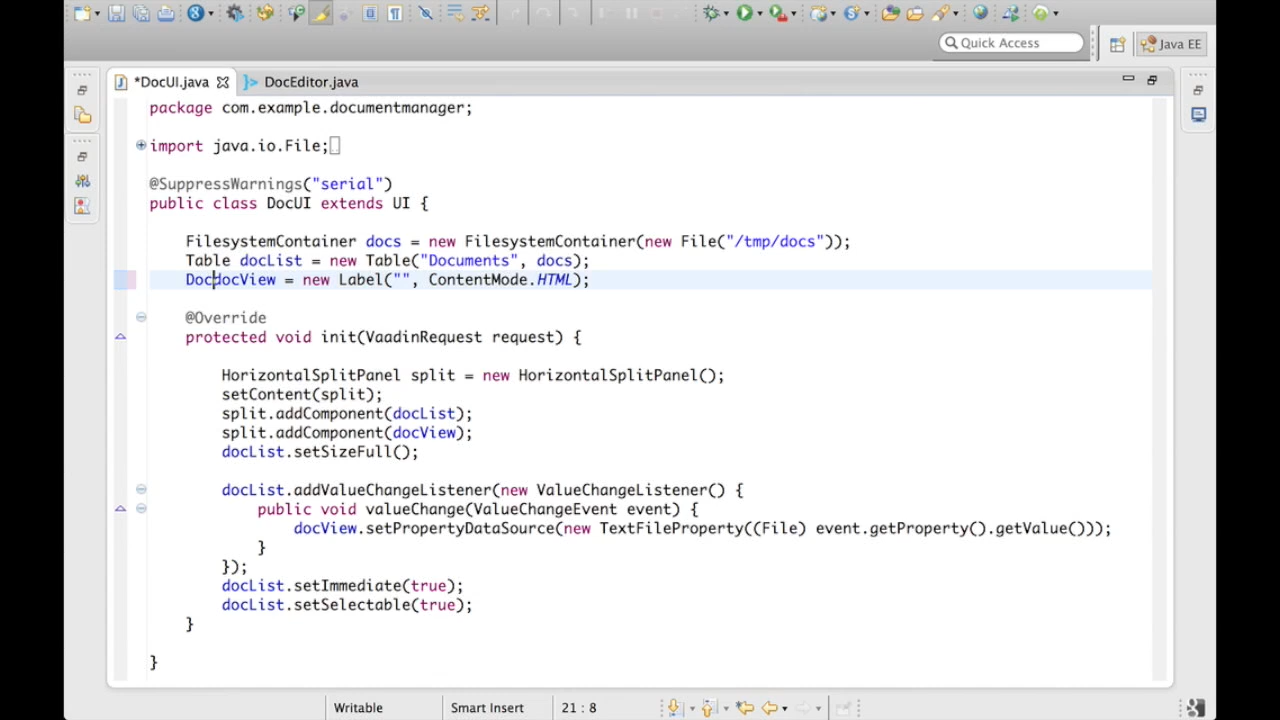 Quick Access
Java EE
*DocUI.java
DocEditor.java
package com.example.documentmanager;
import java.io.File;
@SuppressWarnings("serial")
public class DocUI extends UI {
FilesystemContainer docs = new FilesystemContainer(new File("/tmp/docs"));
Table docList = new Table("Documents", docs);
DocdocView = new Label("", ContentMode.HTML);
@Override
protected void init(VaadinRequest request) {
HorizontalSplitPanel split = new HorizontalSplitPanel();
setContent(split);
split.addComponent(docList);
split.addComponent(docView);
docList.setSizeFull();
docList.addValueChangeListener(new ValueChangeListener() {
public void valueChange(ValueChangeEvent event) {
docView.setPropertyDataSource(new TextFileProperty((File) event.getProperty().getValue()));
}
});
docList.setImmediate(true);
docList.setSelectable(true);
}
}
Writable
Smart Insert
21 : 8